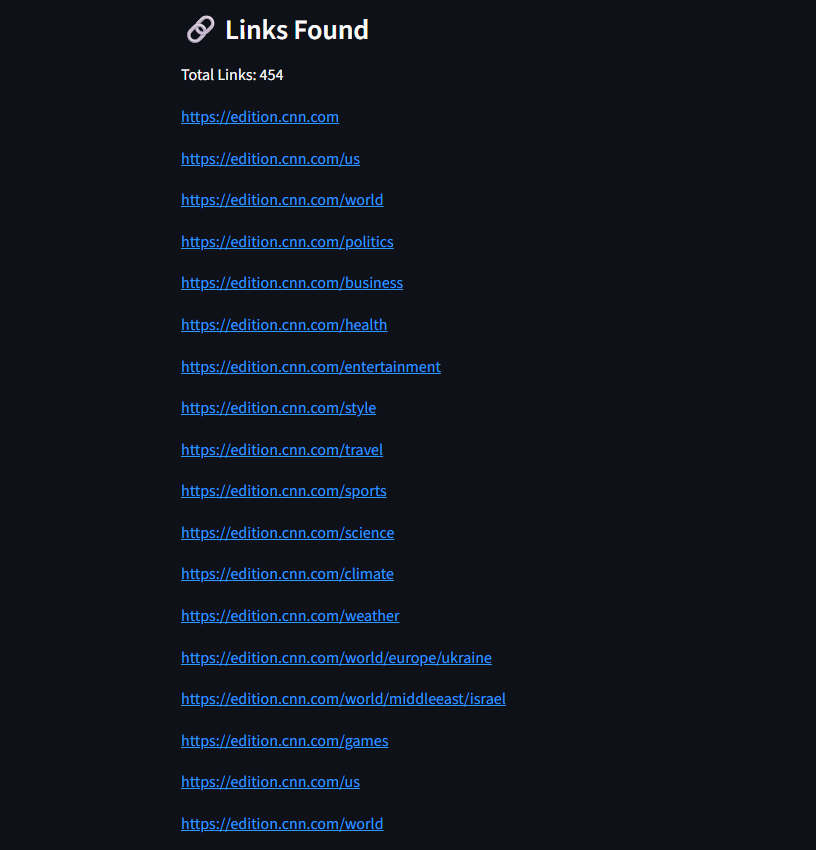 Links Found
Total Links: 454
https://edition.cnn.com
https://edition.cnn.com/us
https://edition.cnn.com/world
https://edition.cnn.com/politics
https://edition.cnn.com/business
https://edition.cnn.com/health
https://edition.cnn.com/entertainment
https://edition.cnn.com/style
https://edition.cnn.com/travel
https://edition.cnn.com/sports
https://edition.cnn.com/science
https://edition.cnn.com/climate
https://edition.cnn.com/weather
https://edition.cnn.com/world/europe/ukraine
https://edition.cnn.com/world/middleeast/israel
https://edition.cnn.com/games
https://edition.cnn.com/us
https://edition.cnn.com/world